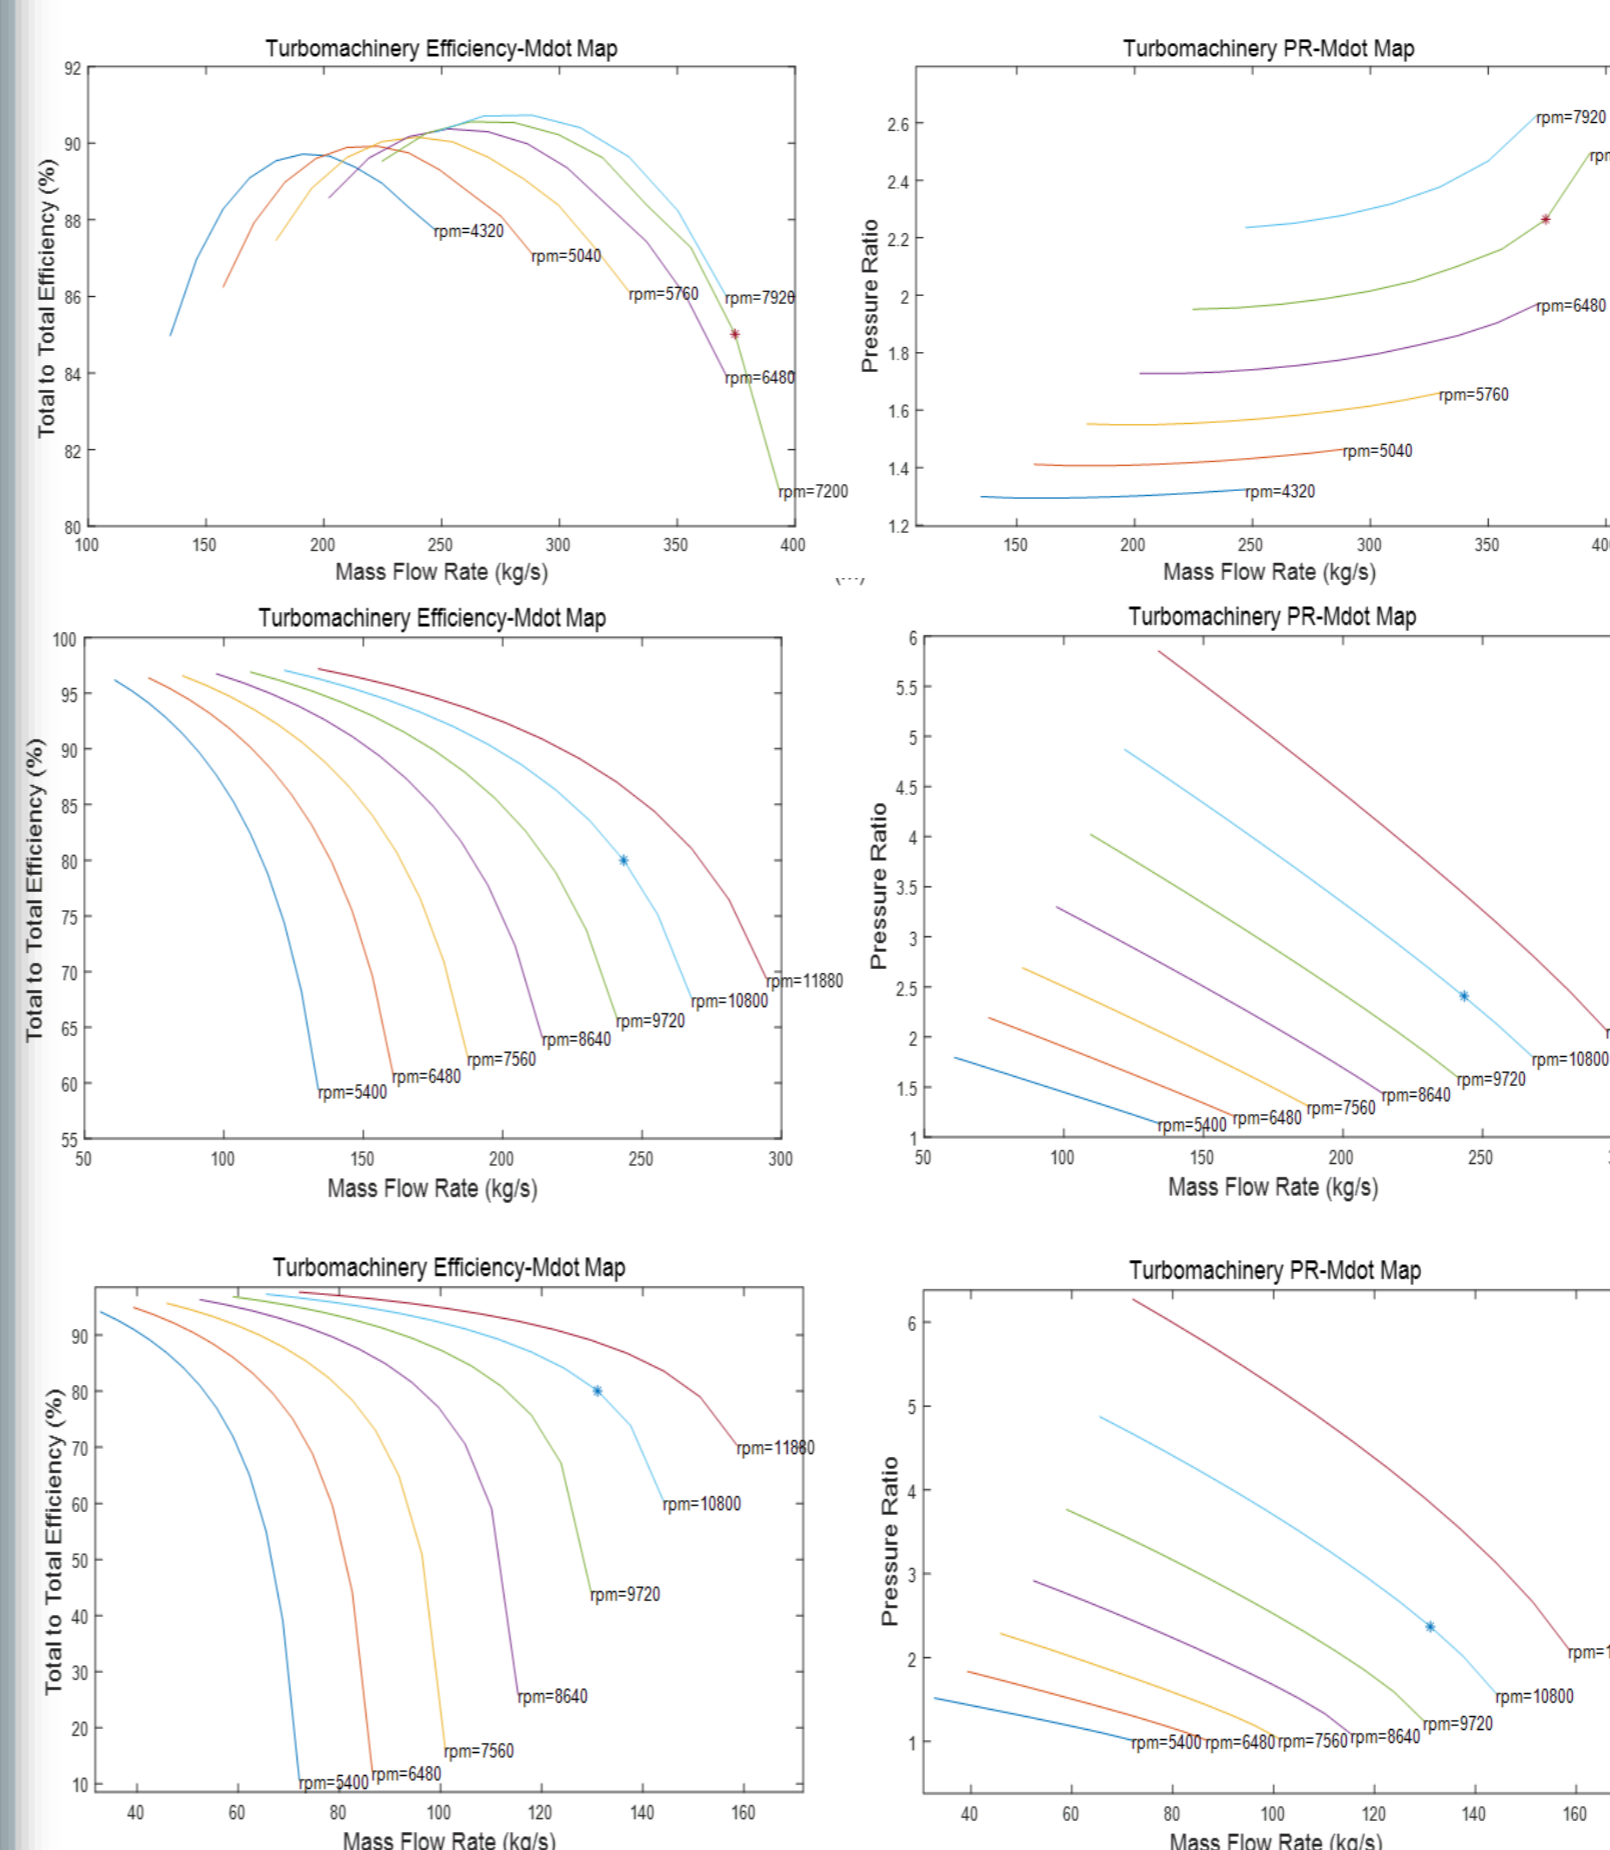 Turbomachinery Efficiency-Mdot Map
Total to Total Efficiency (%)
92
90
88
86
84
82
80
rpm=4320
rpm=5040
rpm=5760
rpm=7920
rpm=6480
rpm=7200
100 150 200 250 300 350 400
Mass Flow Rate (kg/s)
Turbomachinery PR-Mdot Map
Pressure Ratio
2.6
2.4
2.2
2
1.8
1.6
1.4
1.2
rpm=7920
rpm=6480
rpm=5760
rpm=5040
rpm=4320
150 200 250 300 350
Mass Flow Rate (kg/s)
Turbomachinery Efficiency-Mdot Map
Total to Total Efficiency (%)
100
95
90
85
80
75
70
65
60
55
rpm=11880
rpm=10800
rpm=9720
rpm=8640
rpm=7560
rpm=6480
rpm=5400
50 100 150 200 250 300
Mass Flow Rate (kg/s)
Turbomachinery PR-Mdot Map
Pressure Ratio
6
5.5
5
4.5
4
3.5
3
2.5
2
1.5
1
rpm=10800
rpm=9720
rpm=8640
rpm=7560
rpm=6480
rpm=5400
50 100 150 200 250
Mass Flow Rate (kg/s)
Turbomachinery Efficiency-Mdot Map
Total to Total Efficiency (%)
90
80
70
60
50
40
30
20
10
rpm=11880
rpm=10800
rpm=9720
rpm=8640
rpm=7560
rpm=6480
rpm=5400
40 60 80 100 120 140 160
Mass Flow Rate (kg/s)
Turbomachinery PR-Mdot Map
Pressure Ratio
6
5
4
3
2
1
rpm=10800
rpm=9720
rpm=8640
rpm=7560
rpm=6480
rpm=5400
40 60 80 100 120 140 160
Mass Flow Rate (kg/s)